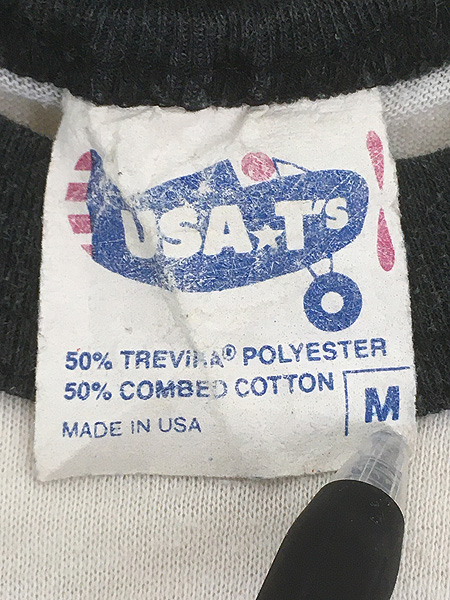 USA★T's
50% TREVIRA® POLYESTER
50% COMBED COTTON
MADE IN USA
M